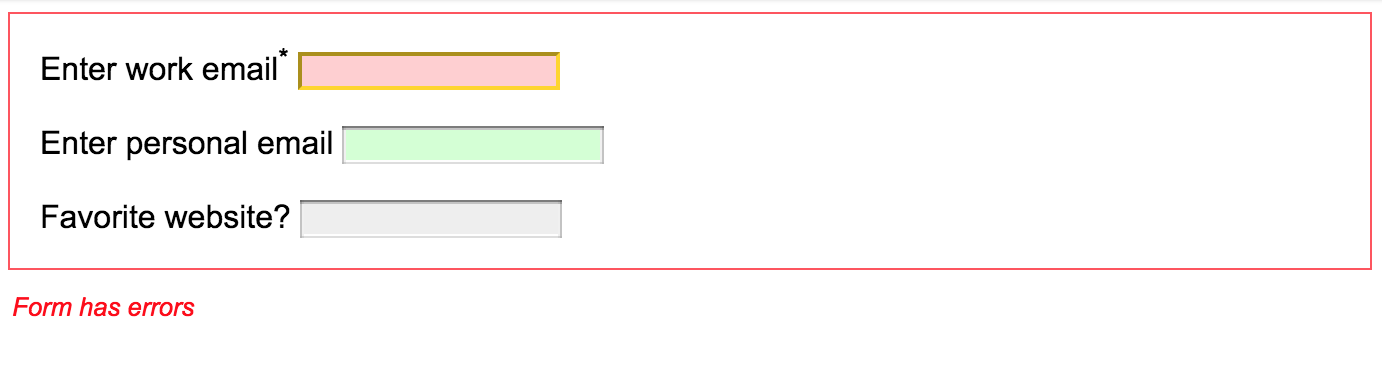 Enter work email*
Enter personal email
Favorite website?
Form has errors